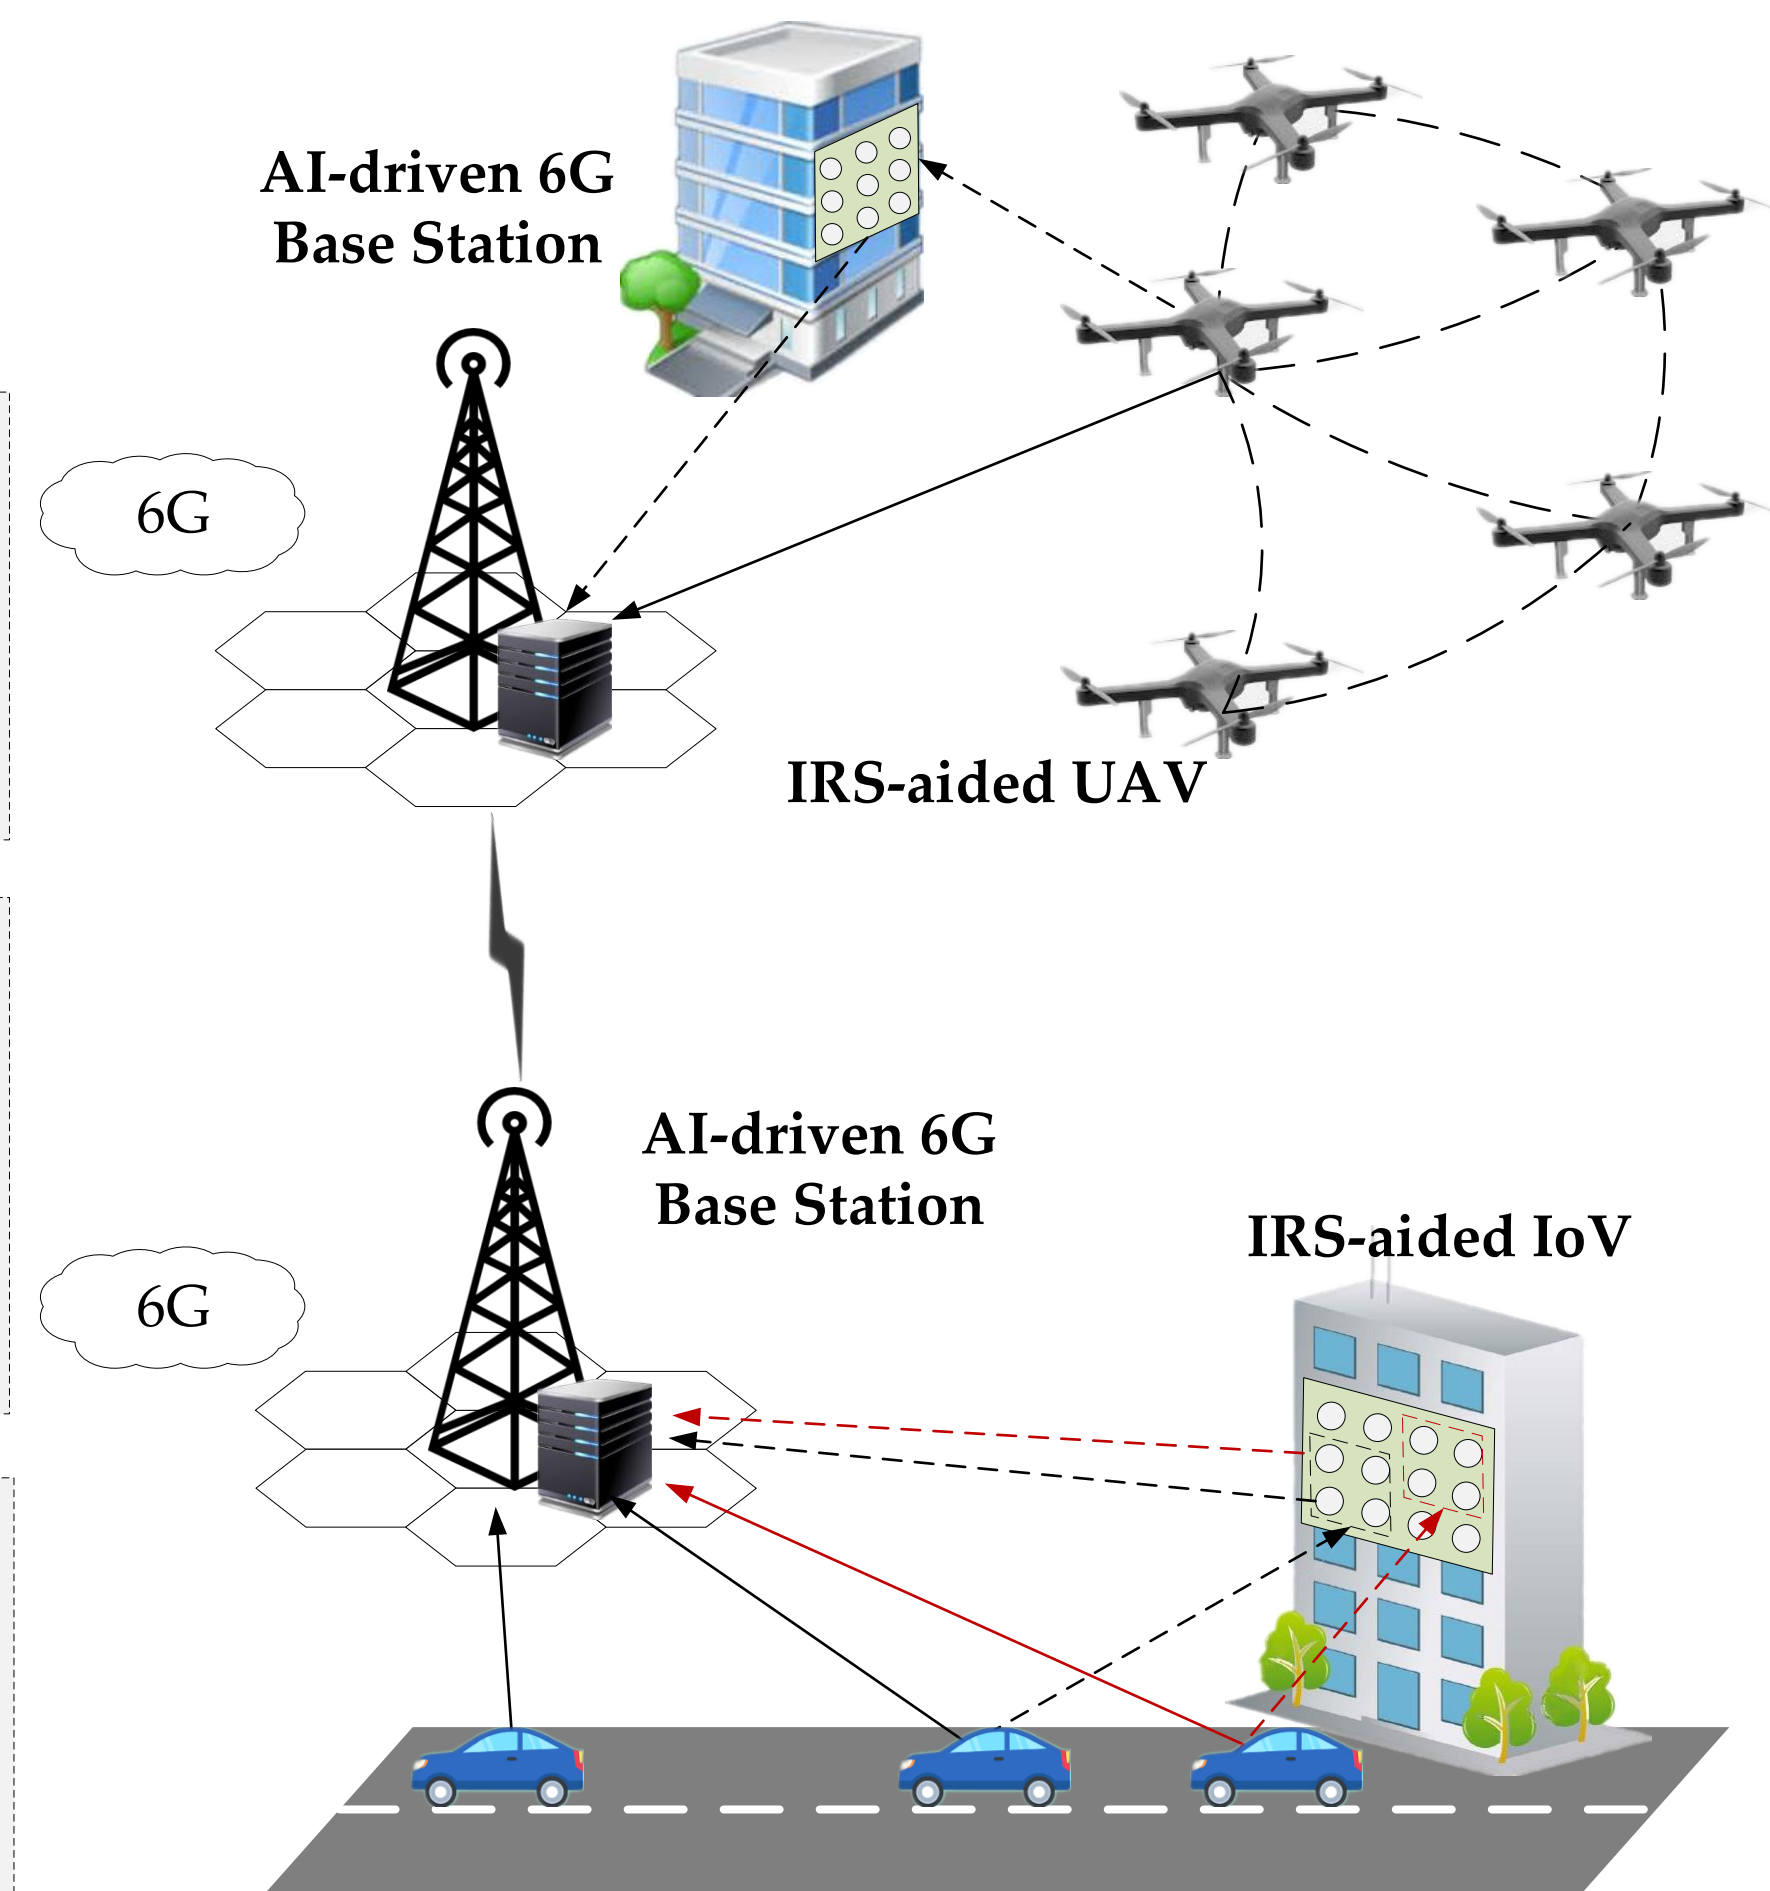 AI-driven 6G
Base Station
6G
IRS-aided UAV
AI-driven 6G
Base Station
IRS-aided IoV
6G